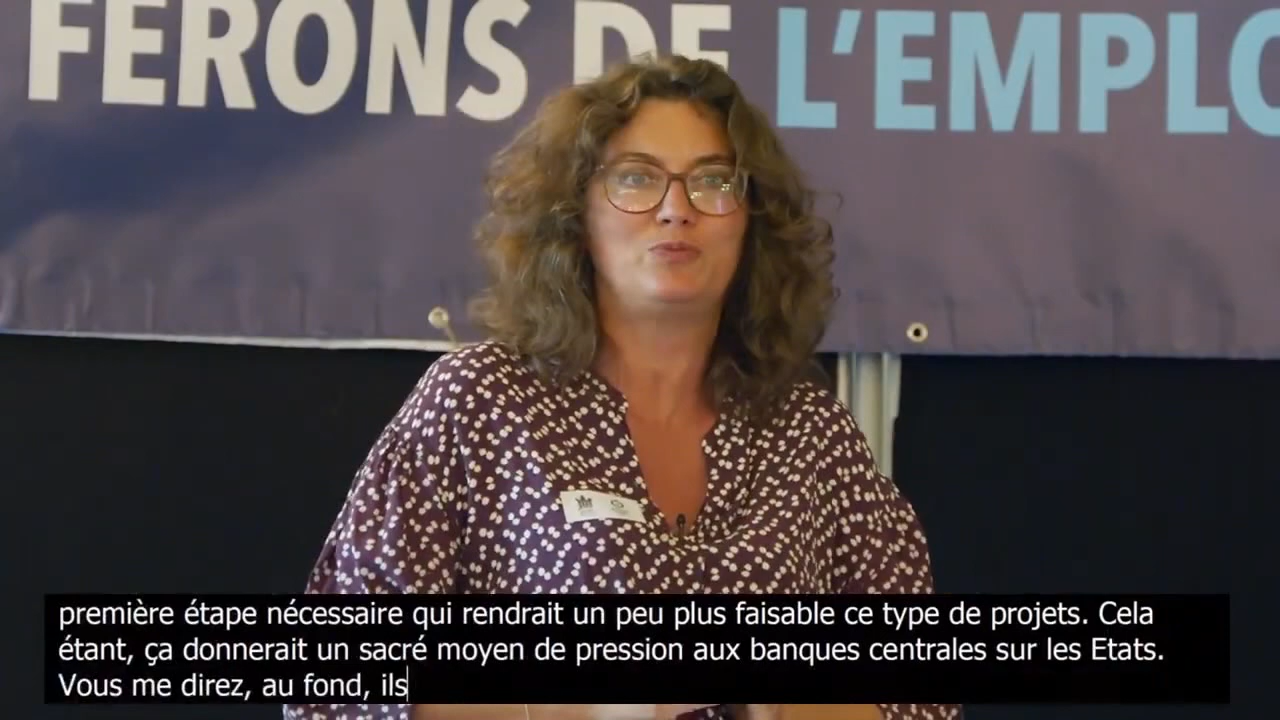 FERONS DE L'EMPLO
première étape nécessaire qui rendrait un peu plus faisable ce type de projets. Cela
étant, ça donnerait un sacré moyen de pression aux banques centrales sur les Etats.
Vous me direz, au fond, ils